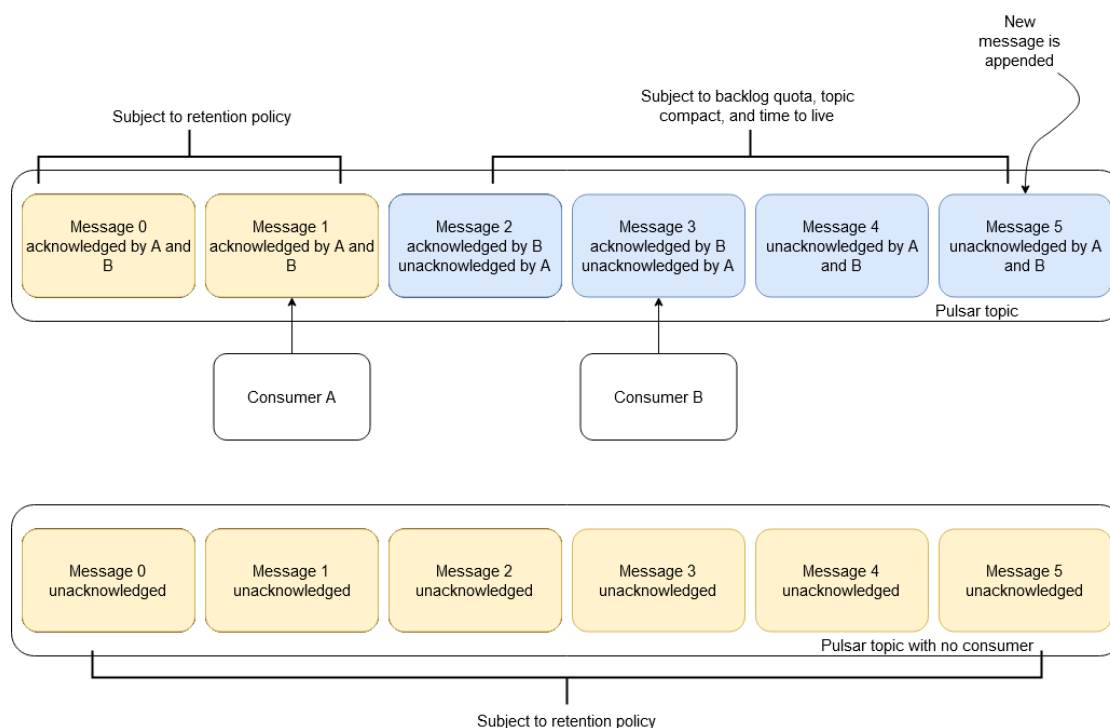 New
message is
appended
Subject to retention policy
Subject to backlog quota, topic
compact, and time to live
Message 0
acknowledged by A and
B
Message 1
acknowledged by A and
B
Message 2
acknowledged by B
unacknowledged by A
Message 3
acknowledged by B
unacknowledged by A
Message 4
unacknowledged by A
and B
Message 5
unacknowledged by A
and B
Pulsar topic
Consumer A
Consumer B
Message 0
unacknowledged
Message 1
unacknowledged
Message 2
unacknowledged
Message 3
unacknowledged
Message 4
unacknowledged
Message 5
unacknowledged
Pulsar topic with no consumer
Subject to retention policy